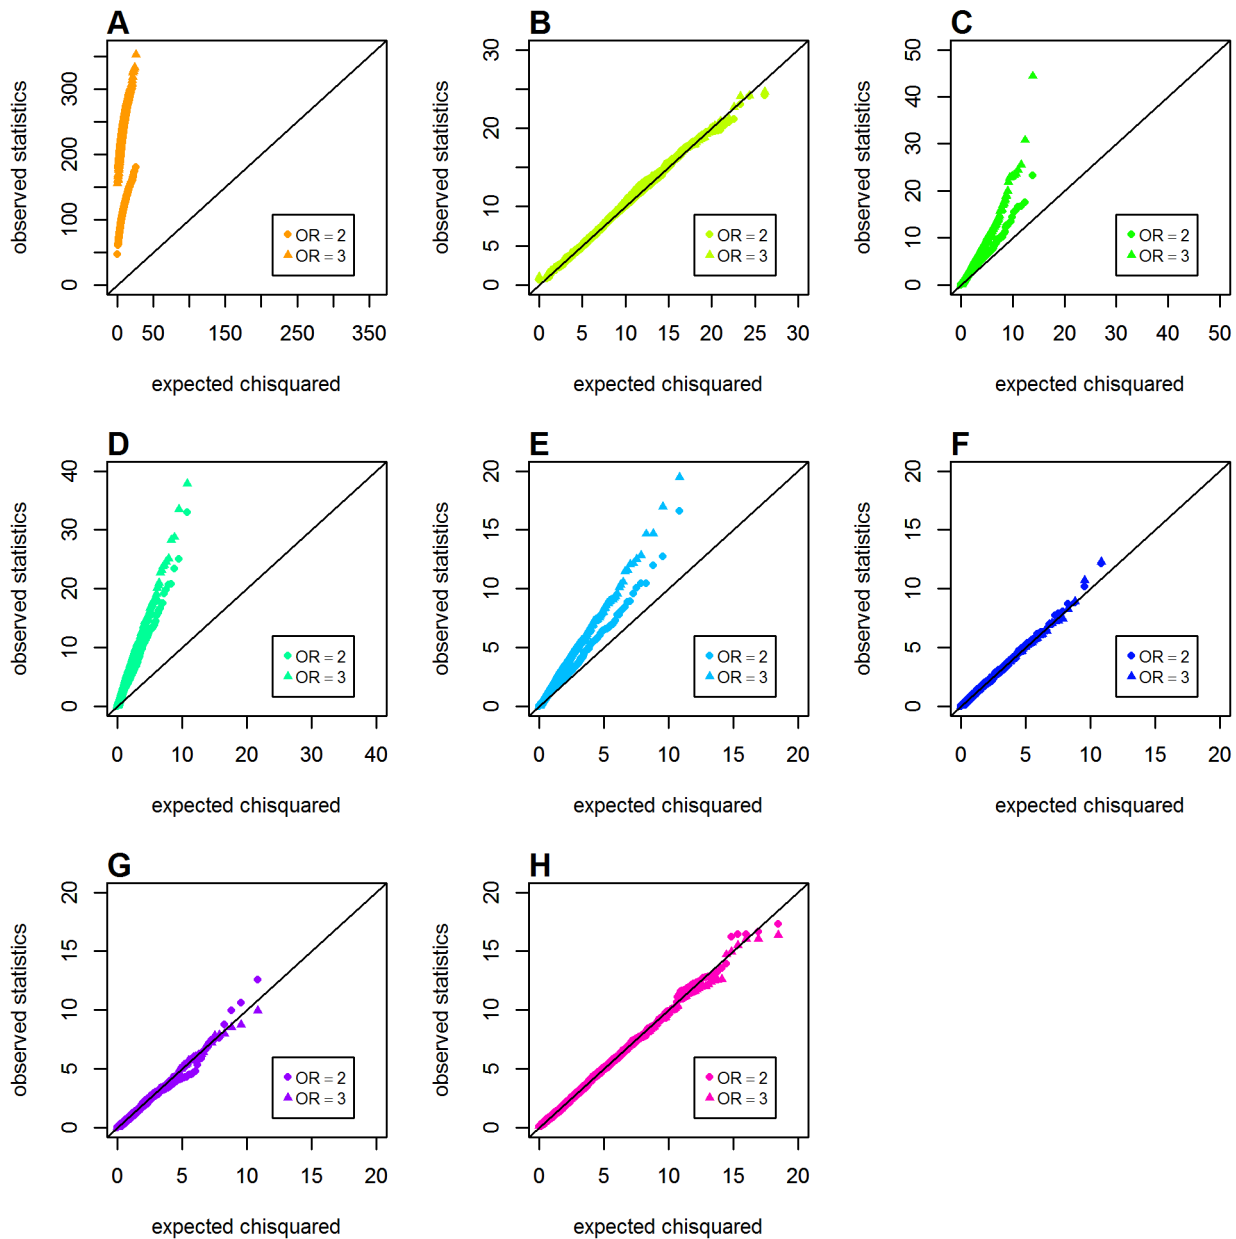 A
observed statistics
0 100 200 300
OR = 2
OR = 3
0 50 150 250 350
expected chisquared
B
observed statistics
0 5 10 20 30
OR = 2
OR = 3
0 5 10 15 20 25 30
expected chisquared
C
observed statistics
0 10 20 30 40 50
OR = 2
OR = 3
0 10 20 30 40 50
expected chisquared
D
observed statistics
0 10 20 30 40
OR = 2
OR = 3
0 10 20 30 40
expected chisquared
E
observed statistics
0 5 10 15 20
OR = 2
OR = 3
0 5 10 15 20
expected chisquared
F
observed statistics
0 5 10 15 20
OR = 2
OR = 3
0 5 10 15 20
expected chisquared
G
observed statistics
0 5 10 15 20
OR = 2
OR = 3
0 5 10 15 20
expected chisquared
H
observed statistics
0 5 10 15 20
OR = 2
OR = 3
0 5 10 15 20
expected chisquared